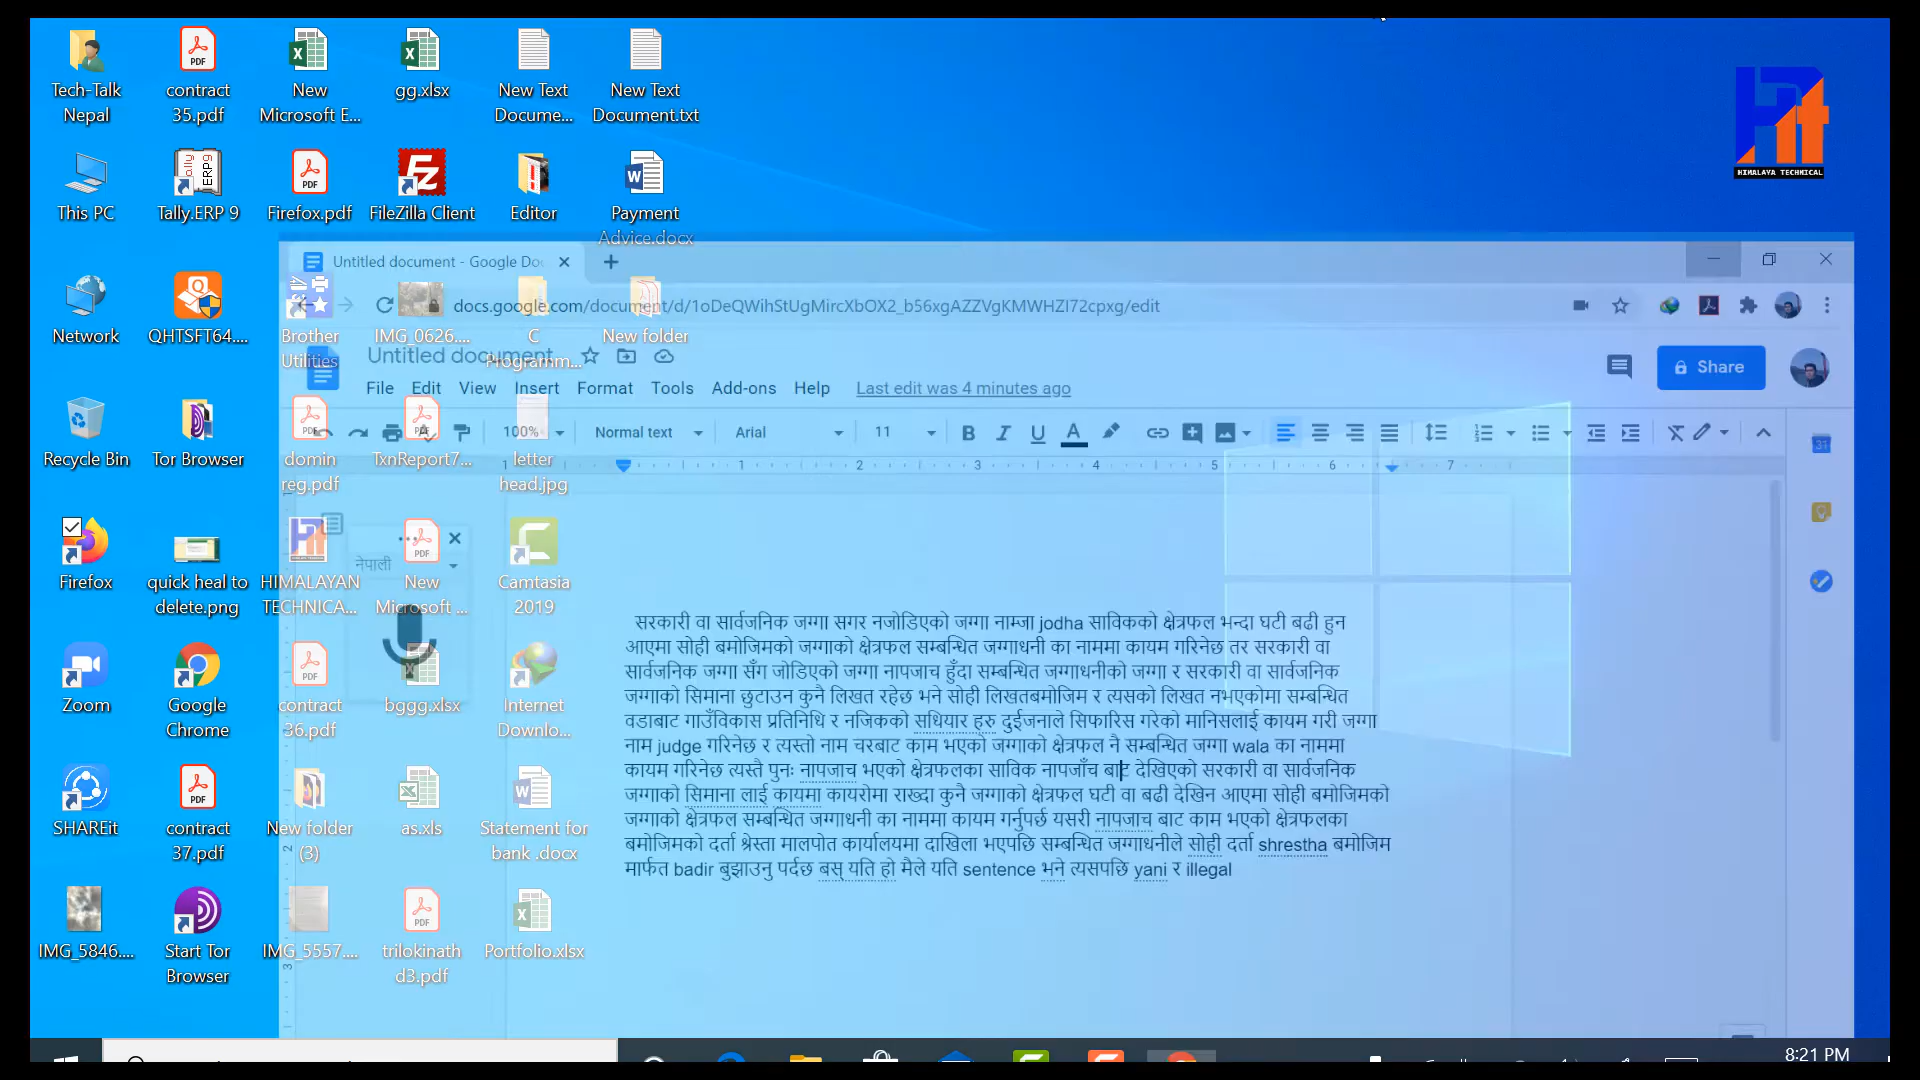 Tech-Talk Nepal
contract 35.pdf
New Microsoft E...
gg.xlsx
New Text Docume...
New Text Document.txt
HIMALAYA TECHNICAL
This PC
Tally.ERP 9
Firefox.pdf
FileZilla Client
Editor
Payment Advice.docx
Network
QHTSFT64....
Brother Utilities
IMG_0626....
C Programm...
New folder
Recycle Bin
Tor Browser
domin reg.pdf
TxnReport7...
letter head.jpg
Firefox
quick heal to delete.png
HIMALAYAN TECHNICA...
New Microsoft ...
Camtasia 2019
Zoom
Google Chrome
contract 36.pdf
bggg.xlsx
Internet Downlo...
SHAREit
contract 37.pdf
New folder (3)
as.xls
Statement for bank .docx
IMG_5846....
Start Tor Browser
IMG_5557....
trilokinath d3.pdf
Portfolio.xlsx
Untitled document - Google Do
docs.google.com/document/d/1oDeQWihStUgMircXbOX2_b56xgAZZVgKMWHZI72cpxg/edit
Untitled document
File Edit View Insert Format Tools Add-ons Help Last edit was 4 minutes ago
Share
100% Normal text Arial 11
1 1 2 3 4 5 6 7
नेपाली
सरकारी वा सार्वजनिक जग्गा सगर नजोडिएको जग्गा नाम्जा jodha साविकको क्षेत्रफल भन्दा घटी बढी हुन
आएमा सोही बमोजिमको जग्गाको क्षेत्रफल सम्बन्धित जग्गाधनी का नाममा कायम गरिनेछ तर सरकारी वा
सार्वजनिक जग्गा सँग जोडिएको जग्गा नापजाच हुँदा सम्बन्धित जग्गाधनीको जग्गा र सरकारी वा सार्वजनिक
जग्गाको सिमाना छुटाउन कुनै लिखत रहेछ भने सोही लिखतबमोजिम र त्यसको लिखत नभएकोमा सम्बन्धित
वडाबाट गाउँविकास प्रतिनिधि र नजिकको सधियार हरु दुईजनाले सिफारिस गरेको मानिसलाई कायम गरी जग्गा
नाम judge गरिनेछ र त्यस्तो नाम चरबाट काम भएको जग्गाको क्षेत्रफल नै सम्बन्धित जग्गा wala का नाममा
कायम गरिनेछ त्यस्तै पुनः नापजाच भएको क्षेत्रफलका साविक नापजाँच बाट देखिएको सरकारी वा सार्वजनिक
जग्गाको सिमाना लाई कायमा कायरोमा राख्दा कुनै जग्गाको क्षेत्रफल घटी वा बढी देखिन आएमा सोही बमोजिमको
जग्गाको क्षेत्रफल सम्बन्धित जग्गाधनी का नाममा कायम गर्नुपर्छ यसरी नापजाच बाट काम भएको क्षेत्रफलका
बमोजिमको दर्ता श्रेस्ता मालपोत कार्यालयमा दाखिला भएपछि सम्बन्धित जग्गाधनीले सोही दर्ता shrestha बमोजिम
मार्फत badir बुझाउनु पर्दछ बस् यति हो मैले यति sentence भने त्यसपछि yani र illegal
8:21 PM